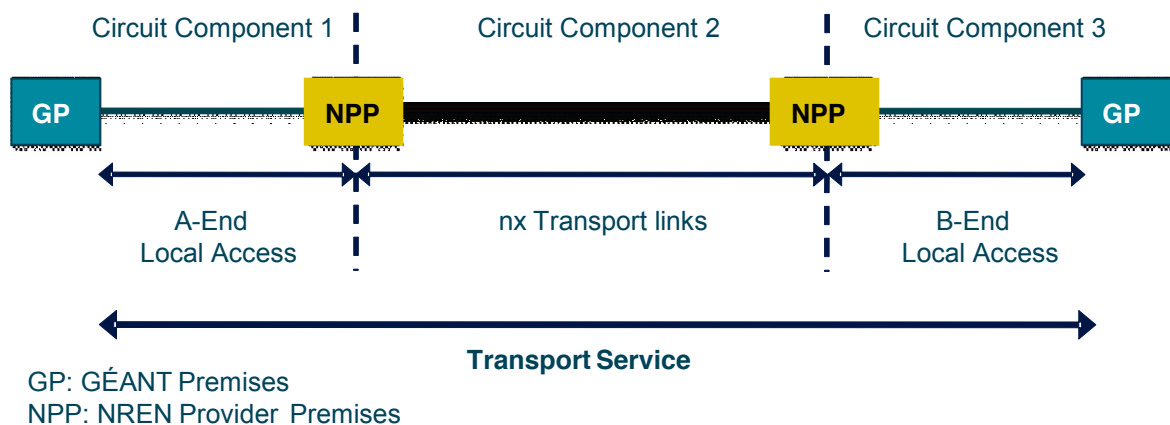 Circuit Component 1
Circuit Component 2
Circuit Component 3
GP
NPP
NPP
GP
A-End
Local Access
nx Transport links
B-End
Local Access
Transport Service
GP: GÉANT Premises
NPP: NREN Provider Premises